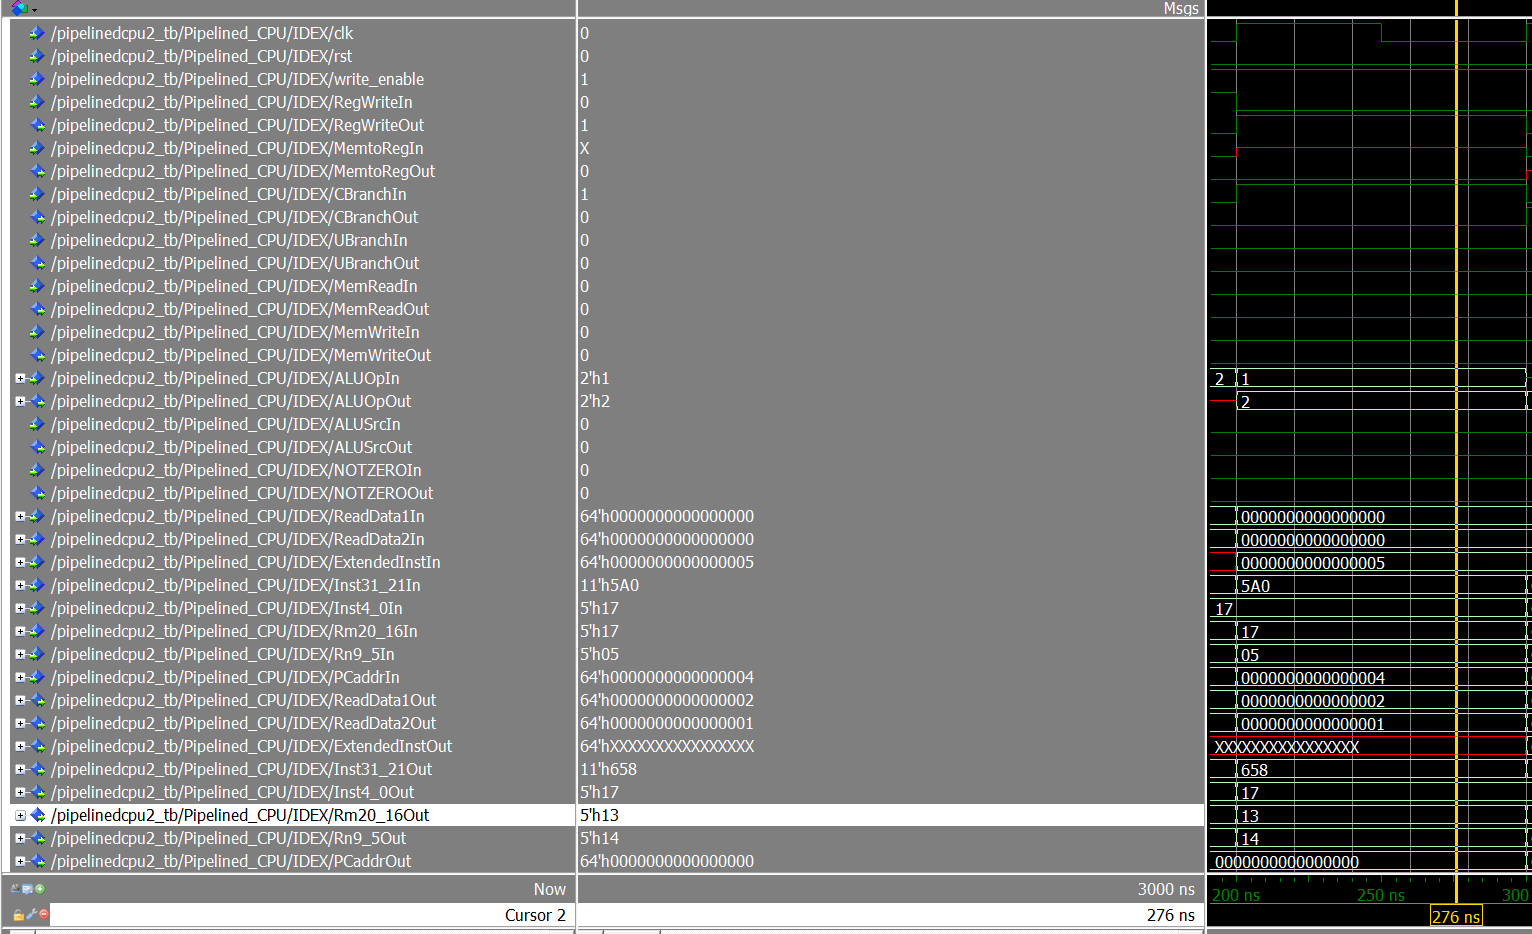 Msgs
/pipelinedcpu2_tb/Pipelined_CPU/IDEX/clk 0
/pipelinedcpu2_tb/Pipelined_CPU/IDEX/rst 0
/pipelinedcpu2_tb/Pipelined_CPU/IDEX/write_enable 1
/pipelinedcpu2_tb/Pipelined_CPU/IDEX/RegWriteIn 0
/pipelinedcpu2_tb/Pipelined_CPU/IDEX/RegWriteOut 1
/pipelinedcpu2_tb/Pipelined_CPU/IDEX/MemtoRegIn X
/pipelinedcpu2_tb/Pipelined_CPU/IDEX/MemtoRegOut 0
/pipelinedcpu2_tb/Pipelined_CPU/IDEX/CBranchIn 1
/pipelinedcpu2_tb/Pipelined_CPU/IDEX/CBranchOut 0
/pipelinedcpu2_tb/Pipelined_CPU/IDEX/UBranchIn 0
/pipelinedcpu2_tb/Pipelined_CPU/IDEX/UBranchOut 0
/pipelinedcpu2_tb/Pipelined_CPU/IDEX/MemReadIn 0
/pipelinedcpu2_tb/Pipelined_CPU/IDEX/MemReadOut 0
/pipelinedcpu2_tb/Pipelined_CPU/IDEX/MemWriteIn 0
/pipelinedcpu2_tb/Pipelined_CPU/IDEX/MemWriteOut 0
/pipelinedcpu2_tb/Pipelined_CPU/IDEX/ALUOpIn 2'h1 2 1
/pipelinedcpu2_tb/Pipelined_CPU/IDEX/ALUOpOut 2'h2 2
/pipelinedcpu2_tb/Pipelined_CPU/IDEX/ALUSrcIn 0
/pipelinedcpu2_tb/Pipelined_CPU/IDEX/ALUSrcOut 0
/pipelinedcpu2_tb/Pipelined_CPU/IDEX/NOTZEROIn 0
/pipelinedcpu2_tb/Pipelined_CPU/IDEX/NOTZEROOut 0
/pipelinedcpu2_tb/Pipelined_CPU/IDEX/ReadData1In 64'h0000000000000000 0000000000000000
/pipelinedcpu2_tb/Pipelined_CPU/IDEX/ReadData2In 64'h0000000000000000 0000000000000000
/pipelinedcpu2_tb/Pipelined_CPU/IDEX/ExtendedInstIn 64'h0000000000000005 0000000000000005
/pipelinedcpu2_tb/Pipelined_CPU/IDEX/Inst31_21In 11'h5A0 5A0
/pipelinedcpu2_tb/Pipelined_CPU/IDEX/Inst4_0In 5'h17 17
/pipelinedcpu2_tb/Pipelined_CPU/IDEX/Rm20_16In 5'h17 17
/pipelinedcpu2_tb/Pipelined_CPU/IDEX/Rn9_5In 5'h05 05
/pipelinedcpu2_tb/Pipelined_CPU/IDEX/PCaddrIn 64'h0000000000000004 0000000000000004
/pipelinedcpu2_tb/Pipelined_CPU/IDEX/ReadData1Out 64'h0000000000000002 0000000000000002
/pipelinedcpu2_tb/Pipelined_CPU/IDEX/ReadData2Out 64'h0000000000000001 0000000000000001
/pipelinedcpu2_tb/Pipelined_CPU/IDEX/ExtendedInstOut 64'hXXXXXXXXXXXXXXXX XXXXXXXXXXXXXXXX
/pipelinedcpu2_tb/Pipelined_CPU/IDEX/Inst31_21Out 11'h658 658
/pipelinedcpu2_tb/Pipelined_CPU/IDEX/Inst4_0Out 5'h17 17
/pipelinedcpu2_tb/Pipelined_CPU/IDEX/Rm20_16Out 5'h13 13
/pipelinedcpu2_tb/Pipelined_CPU/IDEX/Rn9_5Out 5'h14 14
/pipelinedcpu2_tb/Pipelined_CPU/IDEX/PCaddrOut 64'h0000000000000000 0000000000000000
Now 3000 ns 200 ns 250 ns 300
Cursor 2 276 ns 276 ns